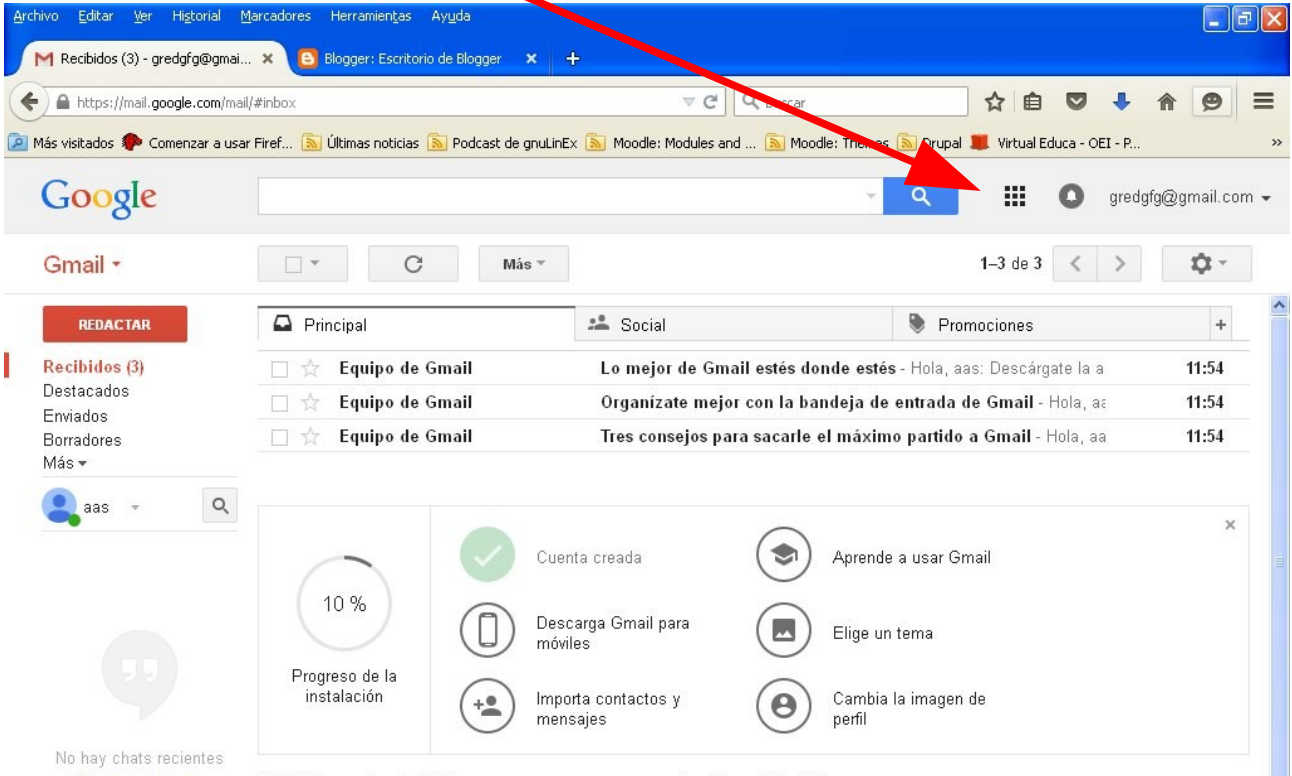 Archivo Editar Ver Historial Marcadores Herramientas Ayuda
Recibidos (3) - gredgfg@gmai... Blogger: Escritorio de Blogger
https://mail.google.com/mail/#inbox
Más visitados Comenzar a usar Firef... Últimas noticias Podcast de gnuLinEx Moodle: Modules and ... Moodle: Themes Drupal Virtual Educa - OEI - P... »
Google gredgfg@gmail.com
Gmail Más 1–3 de 3
REDACTAR Principal Social Promociones +
Recibidos (3) Equipo de Gmail Lo mejor de Gmail estés donde estés - Hola, aas: Descárgate la a 11:54
Destacados
Enviados Equipo de Gmail Organízate mejor con la bandeja de entrada de Gmail - Hola, aa 11:54
Borradores Equipo de Gmail Tres consejos para sacarle el máximo partido a Gmail - Hola, aa 11:54
Más
aas
Cuenta creada Aprende a usar Gmail
10 %
Descarga Gmail para
móviles
Elige un tema
Progreso de la
instalación
Importa contactos y
mensajes
Cambia la imagen de
perfil
No hay chats recientes